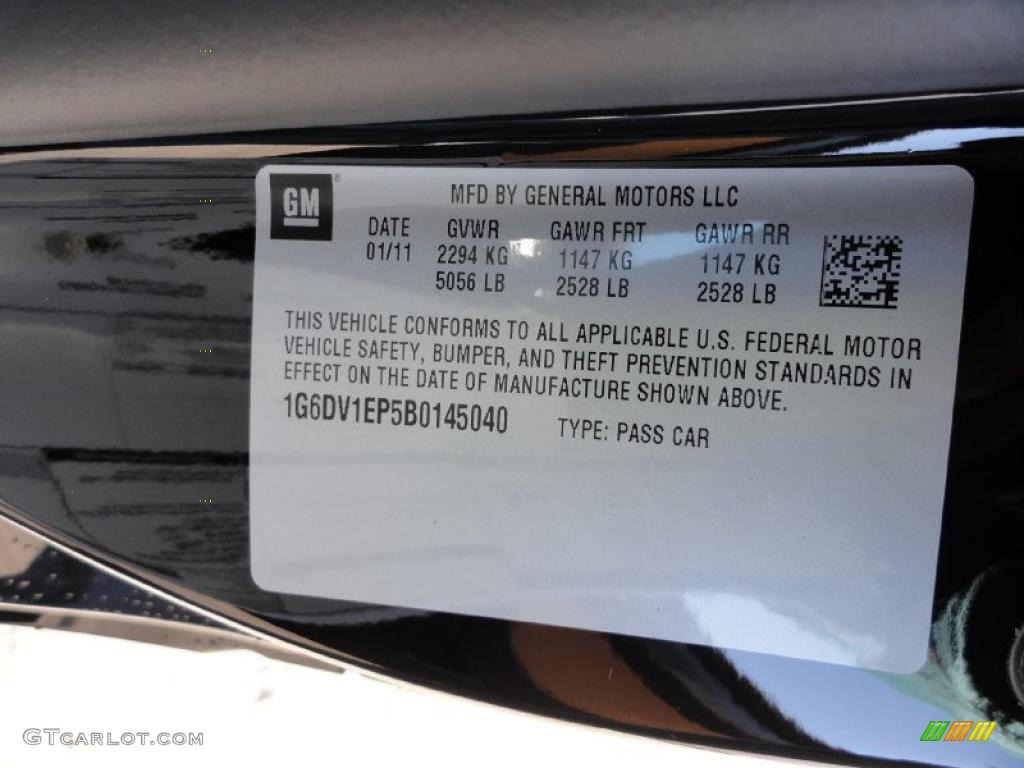 GM
MFD BY GENERAL MOTORS LLC
DATE GVWR GAWR FRT GAWR RR
01/11 2294 KG 1147 KG 1147 KG
5056 LB 2528 LB 2528 LB
THIS VEHICLE CONFORMS TO ALL APPLICABLE U.S. FEDERAL MOTOR
VEHICLE SAFETY, BUMPER, AND THEFT PREVENTION STANDARDS IN
EFFECT ON THE DATE OF MANUFACTURE SHOWN ABOVE.
1G6DV1EP5B0145040 TYPE: PASS CAR
GTCARLOT.COM